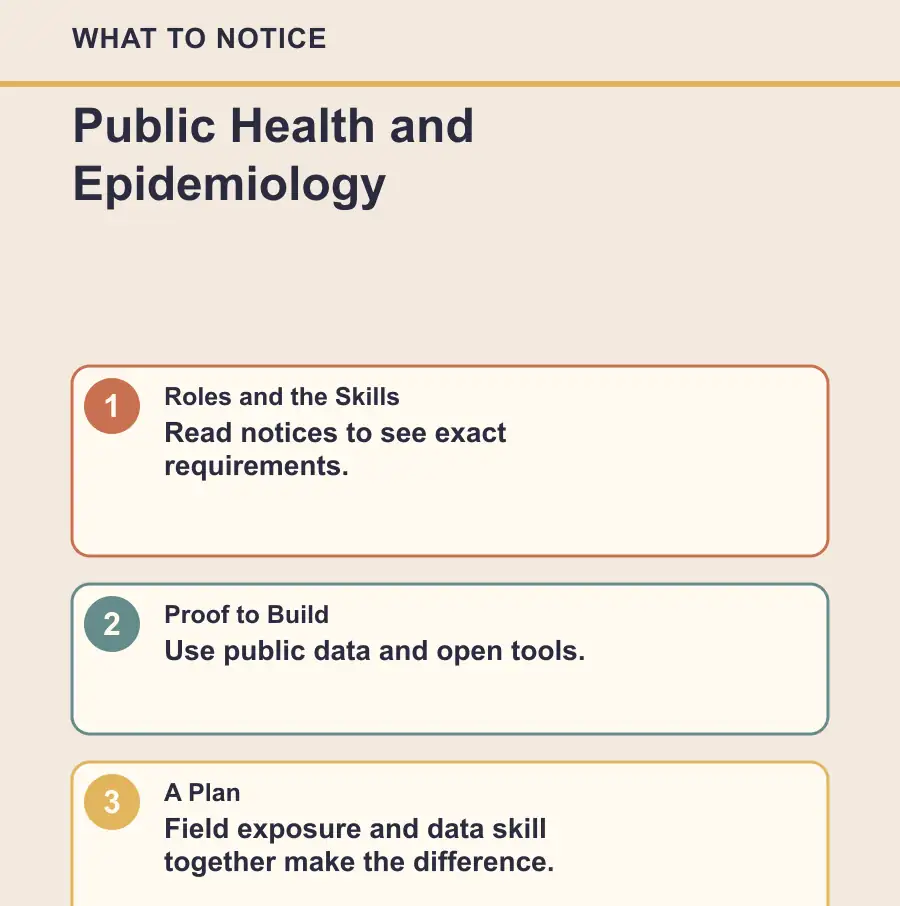 WHAT TO NOTICE
Public Health and
Epidemiology
1
Roles and the Skills
Read notices to see exact
requirements.
2
Proof to Build
Use public data and open tools.
3
A Plan
Field exposure and data skill
together make the difference.